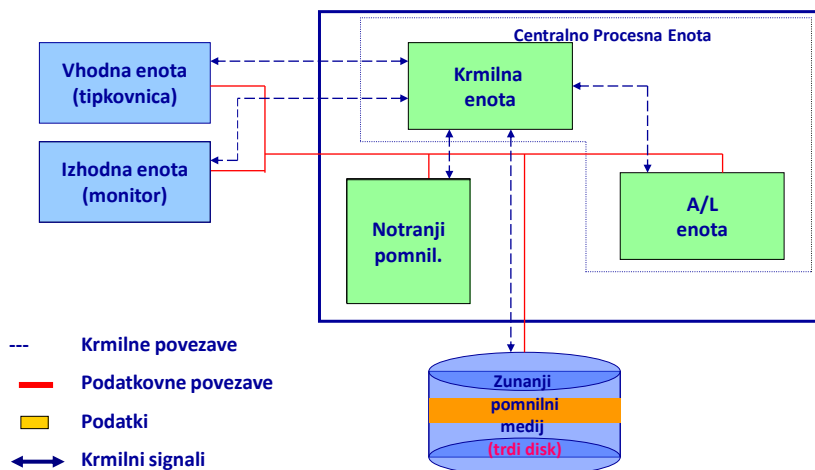 Centralno Procesna Enota
Vhodna enota
(tipkovnica)
Krmilna
enota
Izhodna enota
(monitor)
Notranji
pomnil.
A/L
enota
Krmilne povezave
Podatkovne povezave
Podatki
Krmilni signali
Zunanji
pomnilni
medij
(trdi disk)